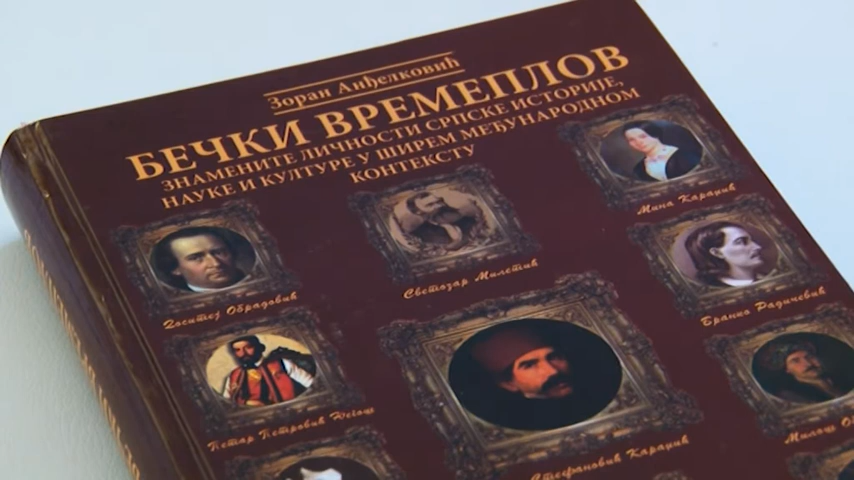 Зоран Анђелковић
БЕЧКИ ВРЕМЕПЛОВ
ЗНАМЕНИТЕ ЛИЧНОСТИ СРПСКЕ ИСТОРИЈЕ,
НАУКЕ И КУЛТУРЕ У ШИРЕМ МЕЂУНАРОДНОМ
КОНТЕКСТУ
Мина Караџић
Светозар Милетић
Доситеј Обрадовић
Бранко Радичевић
Петар Петровић Његош
Милош
Стефановић Караџић